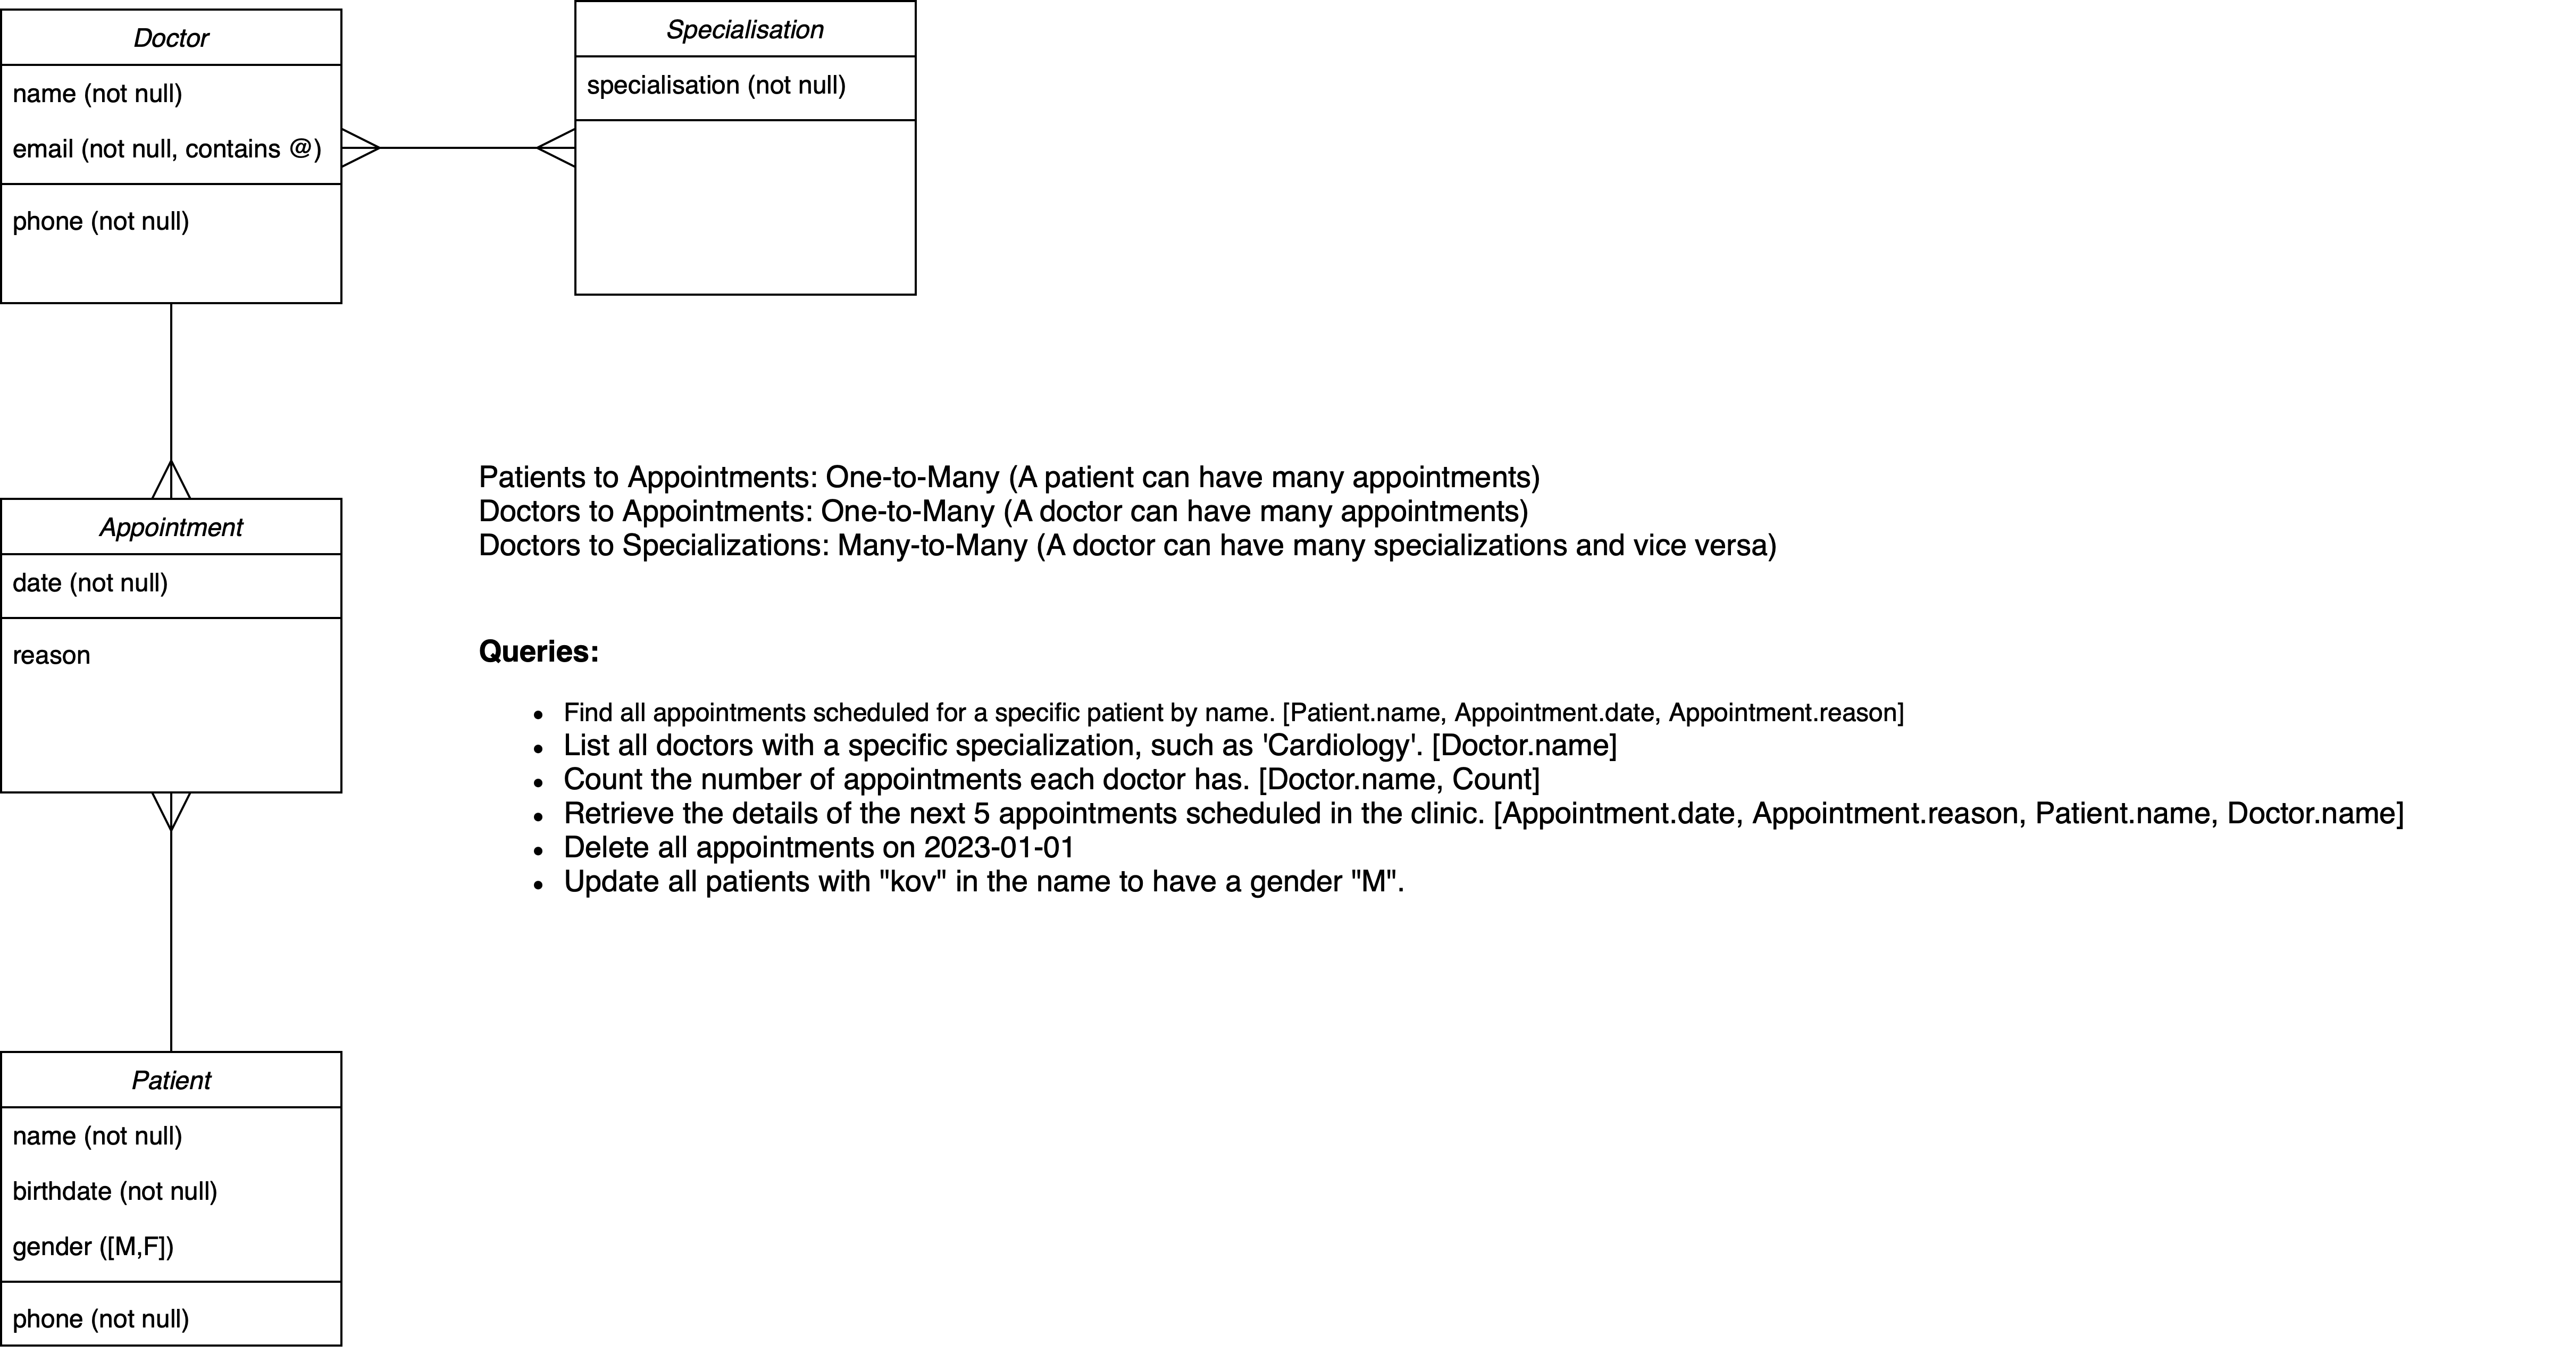 Doctor
name (not null)
email (not null, contains @)
phone (not null)
Specialisation
specialisation (not null)
Appointment
date (not null)
reason
Patient
name (not null)
birthdate (not null)
gender ([M,F])
phone (not null)
Patients to Appointments: One-to-Many (A patient can have many appointments)
Doctors to Appointments: One-to-Many (A doctor can have many appointments)
Doctors to Specializations: Many-to-Many (A doctor can have many specializations and vice versa)
Queries:
• Find all appointments scheduled for a specific patient by name. [Patient.name, Appointment.date, Appointment.reason]
• List all doctors with a specific specialization, such as 'Cardiology'. [Doctor.name]
• Count the number of appointments each doctor has. [Doctor.name, Count]
• Retrieve the details of the next 5 appointments scheduled in the clinic. [Appointment.date, Appointment.reason, Patient.name, Doctor.name]
• Delete all appointments on 2023-01-01
• Update all patients with "kov" in the name to have a gender "M".